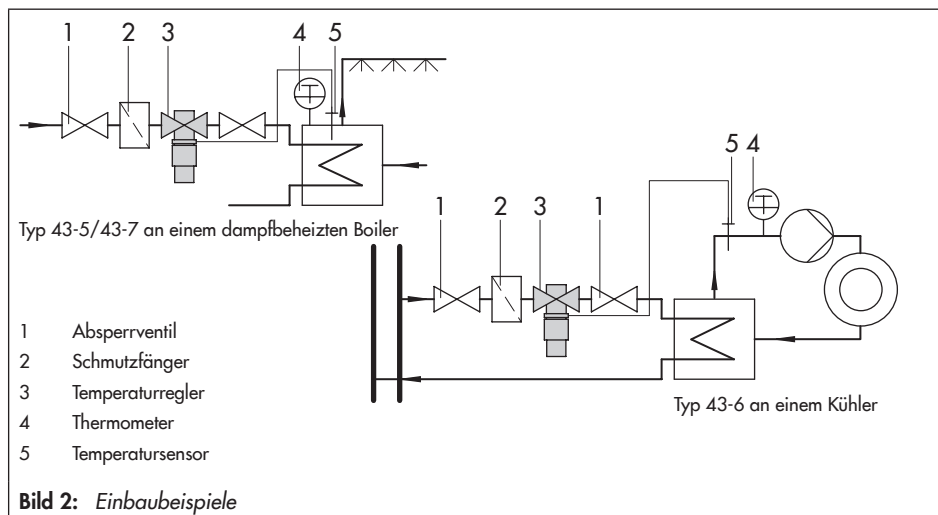 1 2 3 4 5
Typ 43-5/43-7 an einem dampfbeheizten Boiler
1 2 3 1 5 4
Typ 43-6 an einem Kühler
1 Absperrventil
2 Schmutzfänger
3 Temperaturregler
4 Thermometer
5 Temperatursensor
Bild 2: Einbaubeispiele